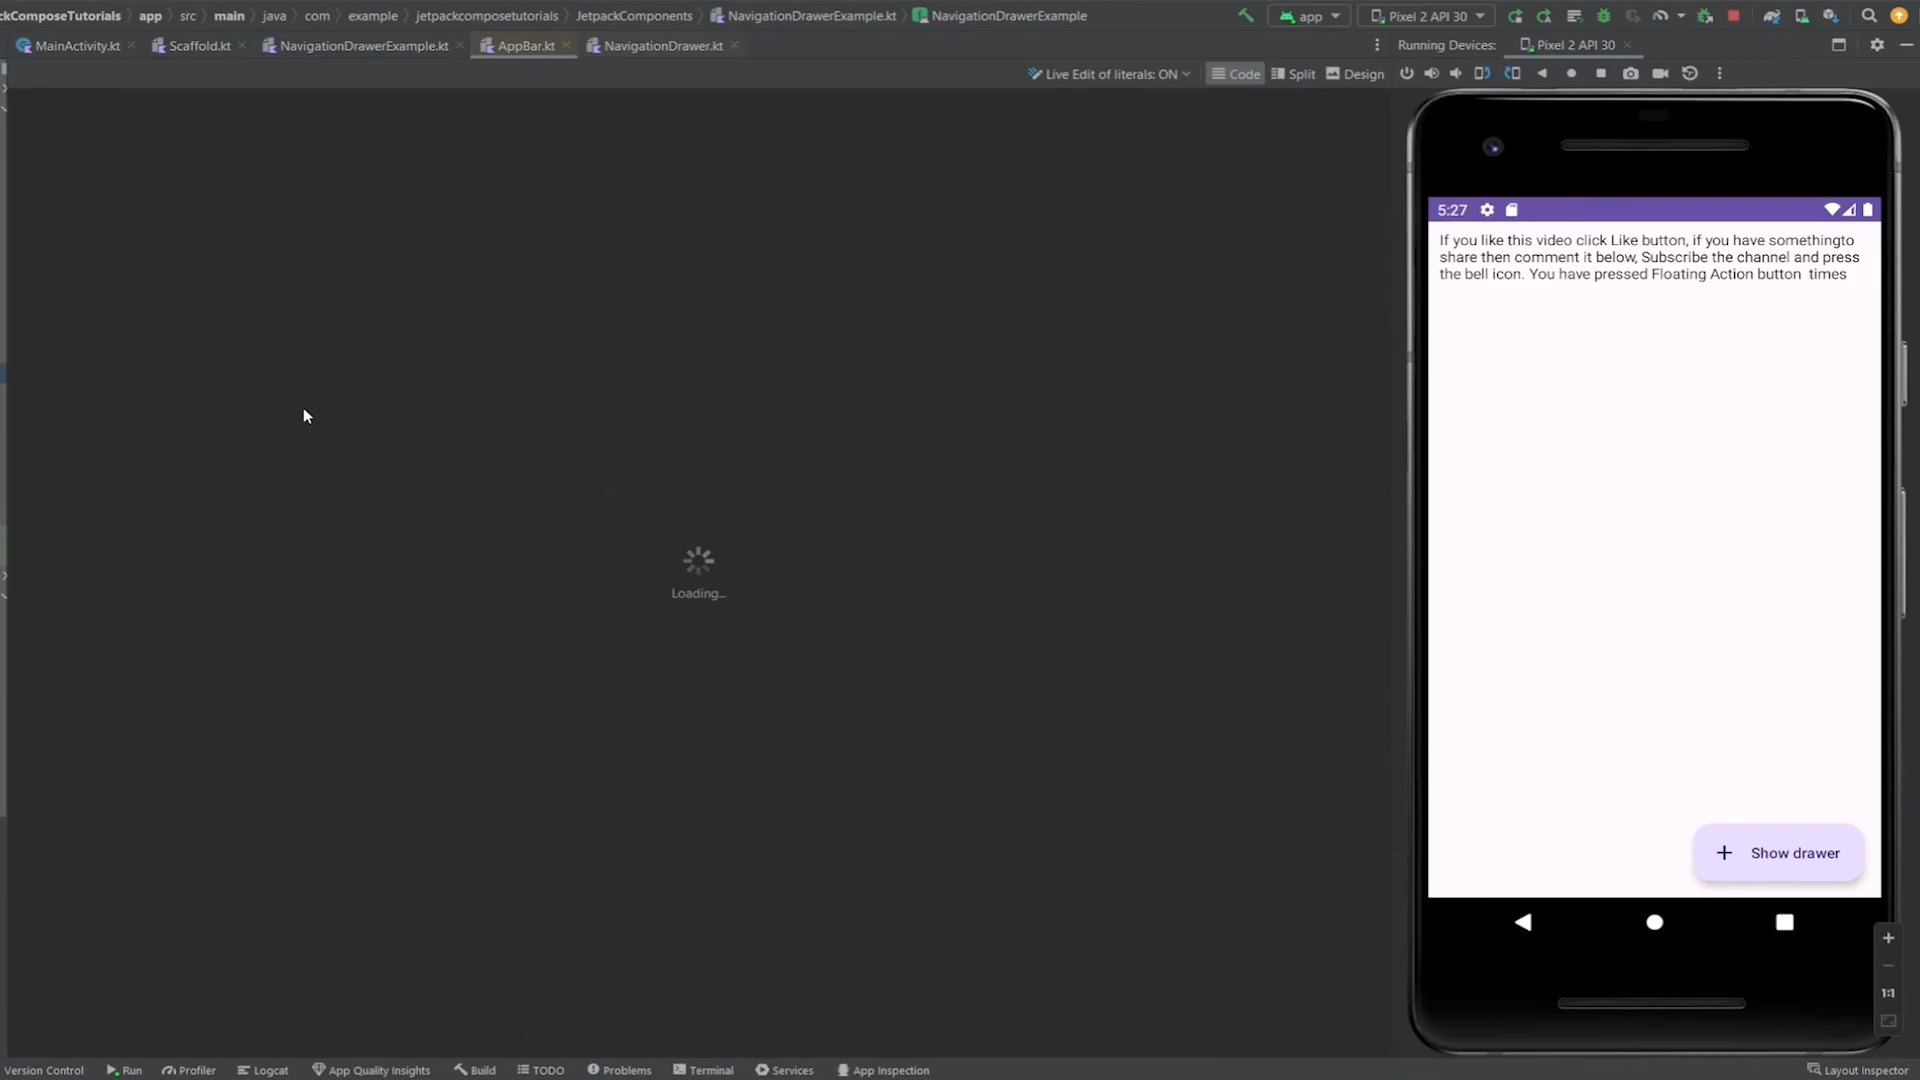 ckComposeTutorials app src main java com example jetpackcomposetutorials JetpackComponents NavigationDrawerExample.kt NavigationDrawerExample app Pixel 2 API 30
MainActivity.kt Scaffold.kt NavigationDrawerExample.kt AppBar.kt NavigationDrawer.kt Running Devices: Pixel 2 API 30
Live Edit of literals: ON Code Split Design
5:27
If you like this video click Like button, if you have somethingto
share then comment it below, Subscribe the channel and press
the bell icon. You have pressed Floating Action button  times
Loading...
Show drawer
1:1
Version Control Run Profiler Logcat App Quality Insights Build TODO Problems Terminal Services App Inspection Layout Inspector